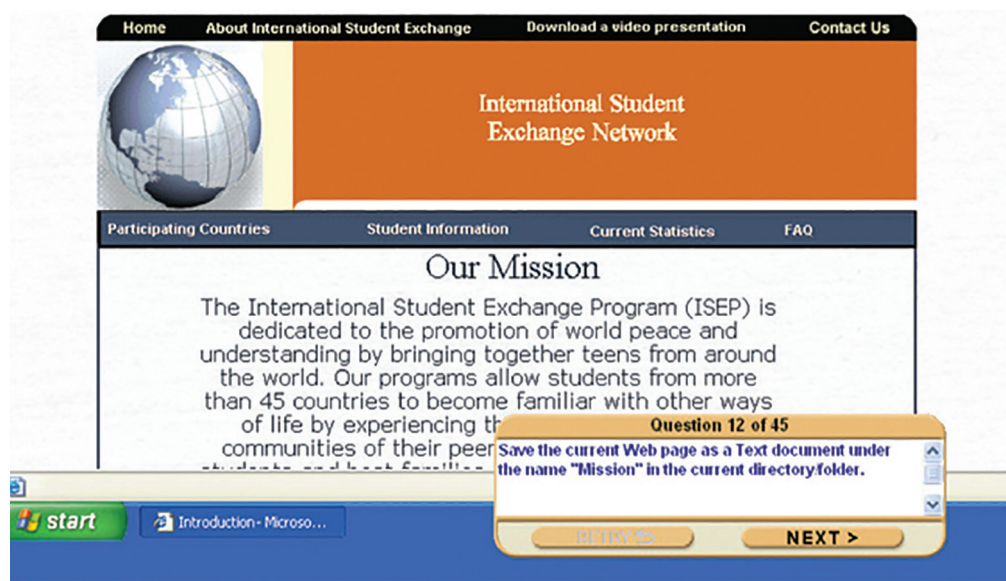 Home About International Student Exchange Download a video presentation Contact Us
International Student
Exchange Network
Participating Countries Student Information Current Statistics FAQ
Our Mission
The International Student Exchange Program (ISEP) is
dedicated to the promotion of world peace and
understanding by bringing together teens from around
the world. Our programs allow students from more
than 45 countries to become familiar with other ways
of life by experiencing th
communities of their peer
students and host families
Question 12 of 45
Save the current Web page as a Text document under
the name "Mission" in the current directory/folder.
RETRY
NEXT >
start
Introduction - Microso...